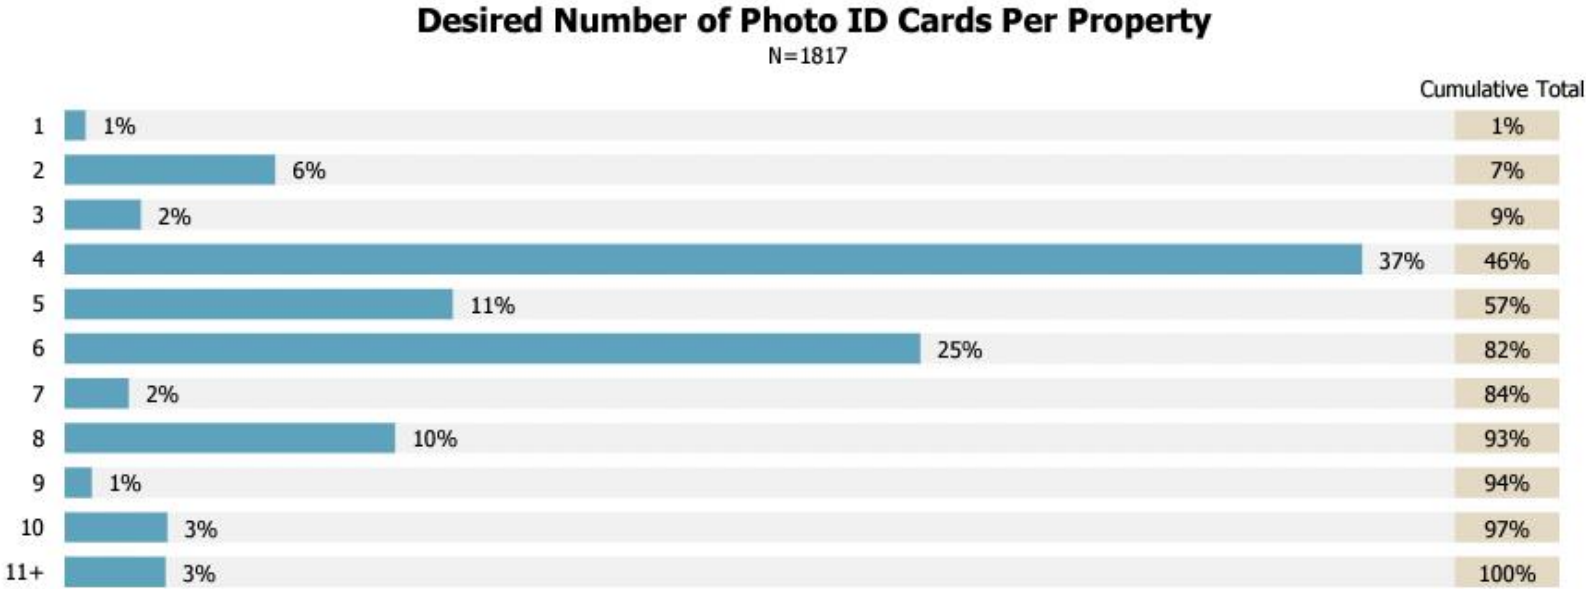 Desired Number of Photo ID Cards Per Property
N=1817
Cumulative Total
1 1% 1%
2 6% 7%
3 2% 9%
4 37% 46%
5 11% 57%
6 25% 82%
7 2% 84%
8 10% 93%
9 1% 94%
10 3% 97%
11+ 3% 100%